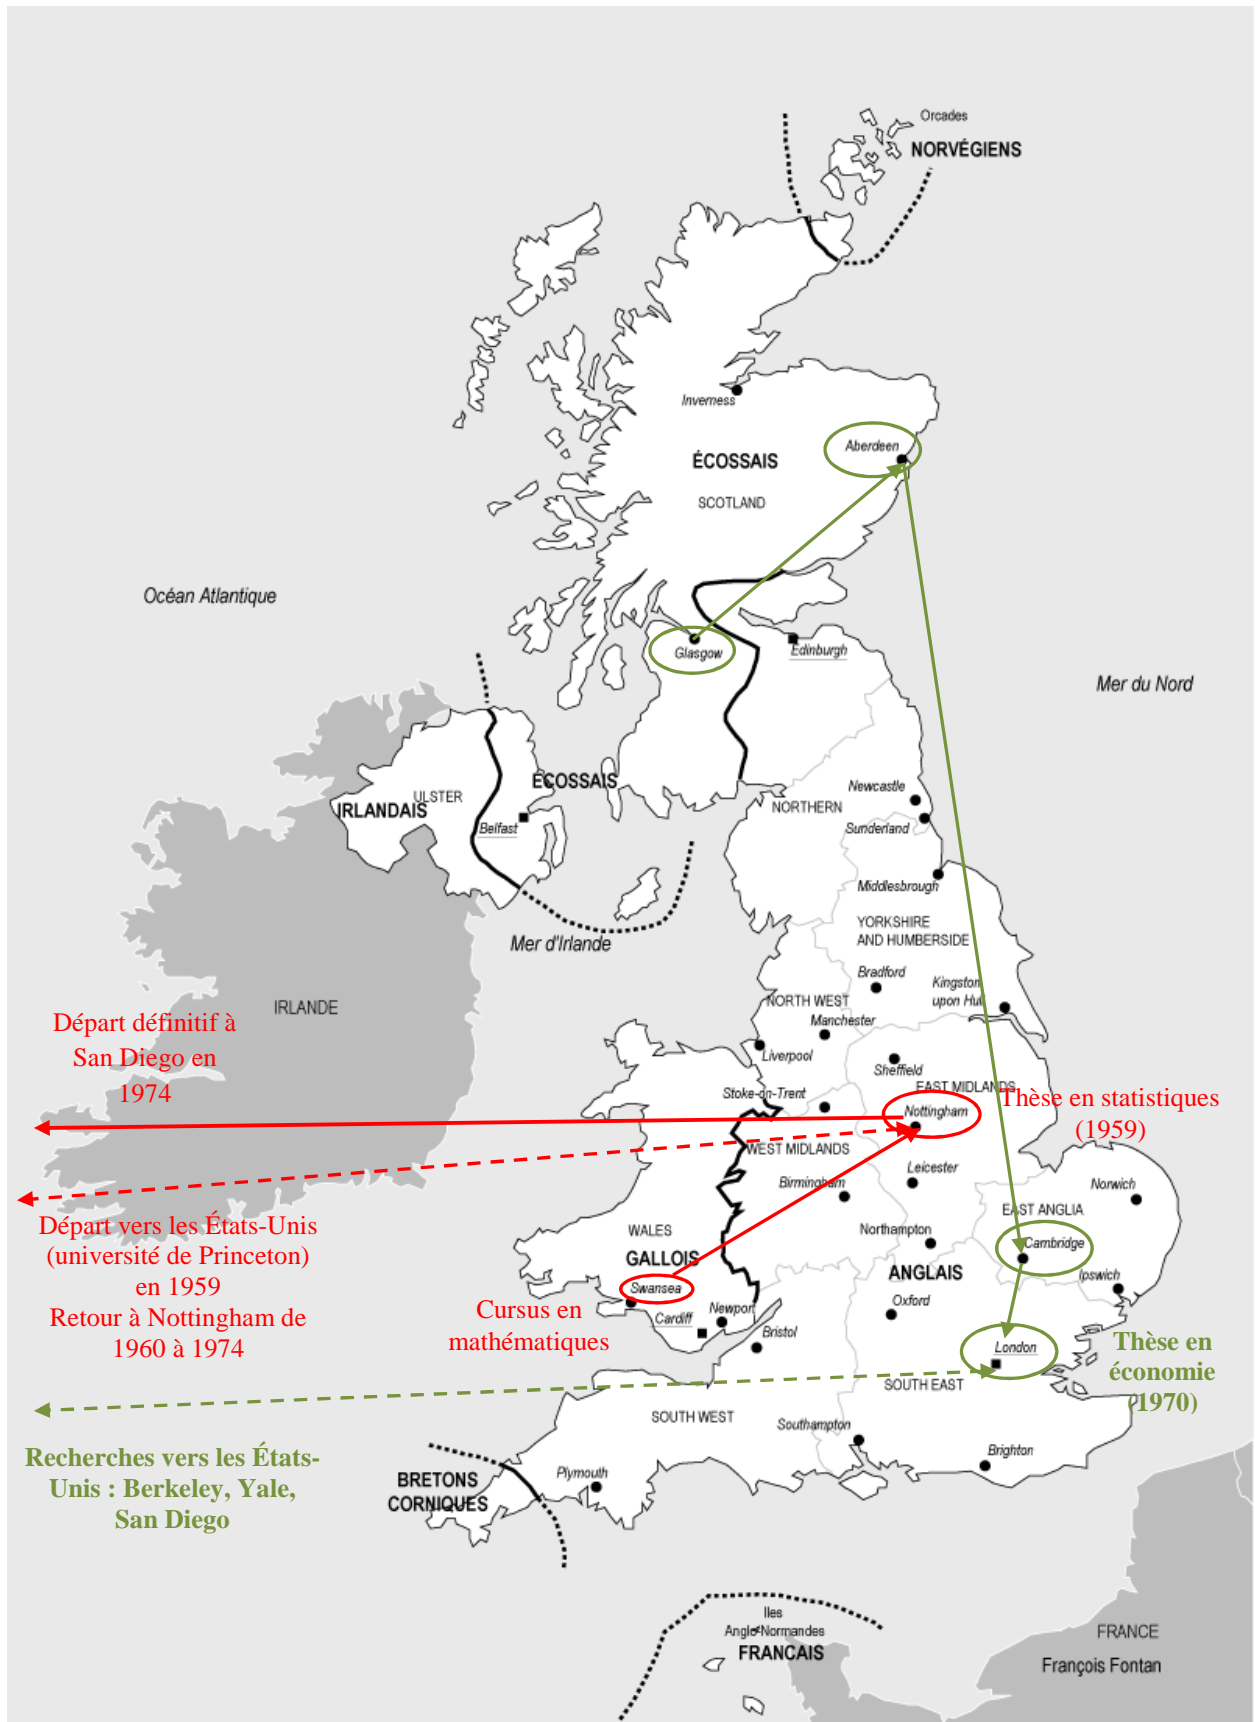 Orcades
NORVÉGIENS
Inverness
Aberdeen
ÉCOSSAIS
SCOTLAND
Océan Atlantique
Glasgow
Edinburgh
Mer du Nord
ÉCOSSAIS
ULSTER
IRLANDAIS
Belfast
Newcastle
NORTHERN
Sunderland
Middlesbrough
YORKSHIRE
AND HUMBERSIDE
Mer d'Irlande
Bradford
Kingston
upon Hull
NORTH WEST
IRLANDE
Manchester
Liverpool
Sheffield
Départ définitif à
San Diego en
1974
Stoke-on-Trent
EAST MIDLANDS
Nottingham
Thèse en statistiques
(1959)
WEST MIDLANDS
Leicester
Birmingham
Norwich
EAST ANGLIA
Départ vers les États-Unis
(université de Princeton)
en 1959
Retour à Nottingham de
1960 à 1974
WALES
GALLOIS
Northampton
Cambridge
ANGLAIS
Ipswich
Swansea
Oxford
Cursus en
mathématiques
Cardiff
Newport
Bristol
London
Thèse en
économie
(1970)
SOUTH EAST
SOUTH WEST
Southampton
Brighton
Recherches vers les États-
Unis : Berkeley, Yale,
San Diego
Plymouth
BRETONS
CORNIQUES
Iles
Anglo-Normandes
FRANCAIS
FRANCE
François Fontan